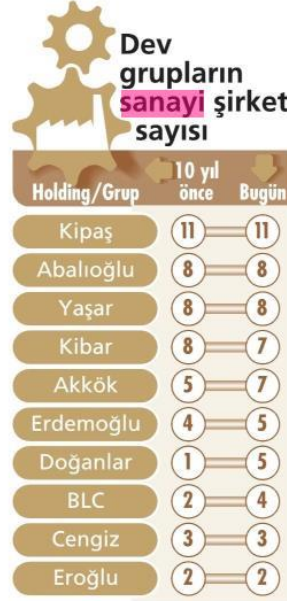 Dev
grupların
sanayi şirket
sayısı
Holding/Grup 10 yıl önce Bugün
Kipaş 11 11
Abalıoğlu 8 8
Yaşar 8 8
Kibar 8 7
Akkök 5 7
Erdemoğlu 4 5
Doğanlar 1 5
BLC 2 4
Cengiz 3 3
Eroğlu 2 2